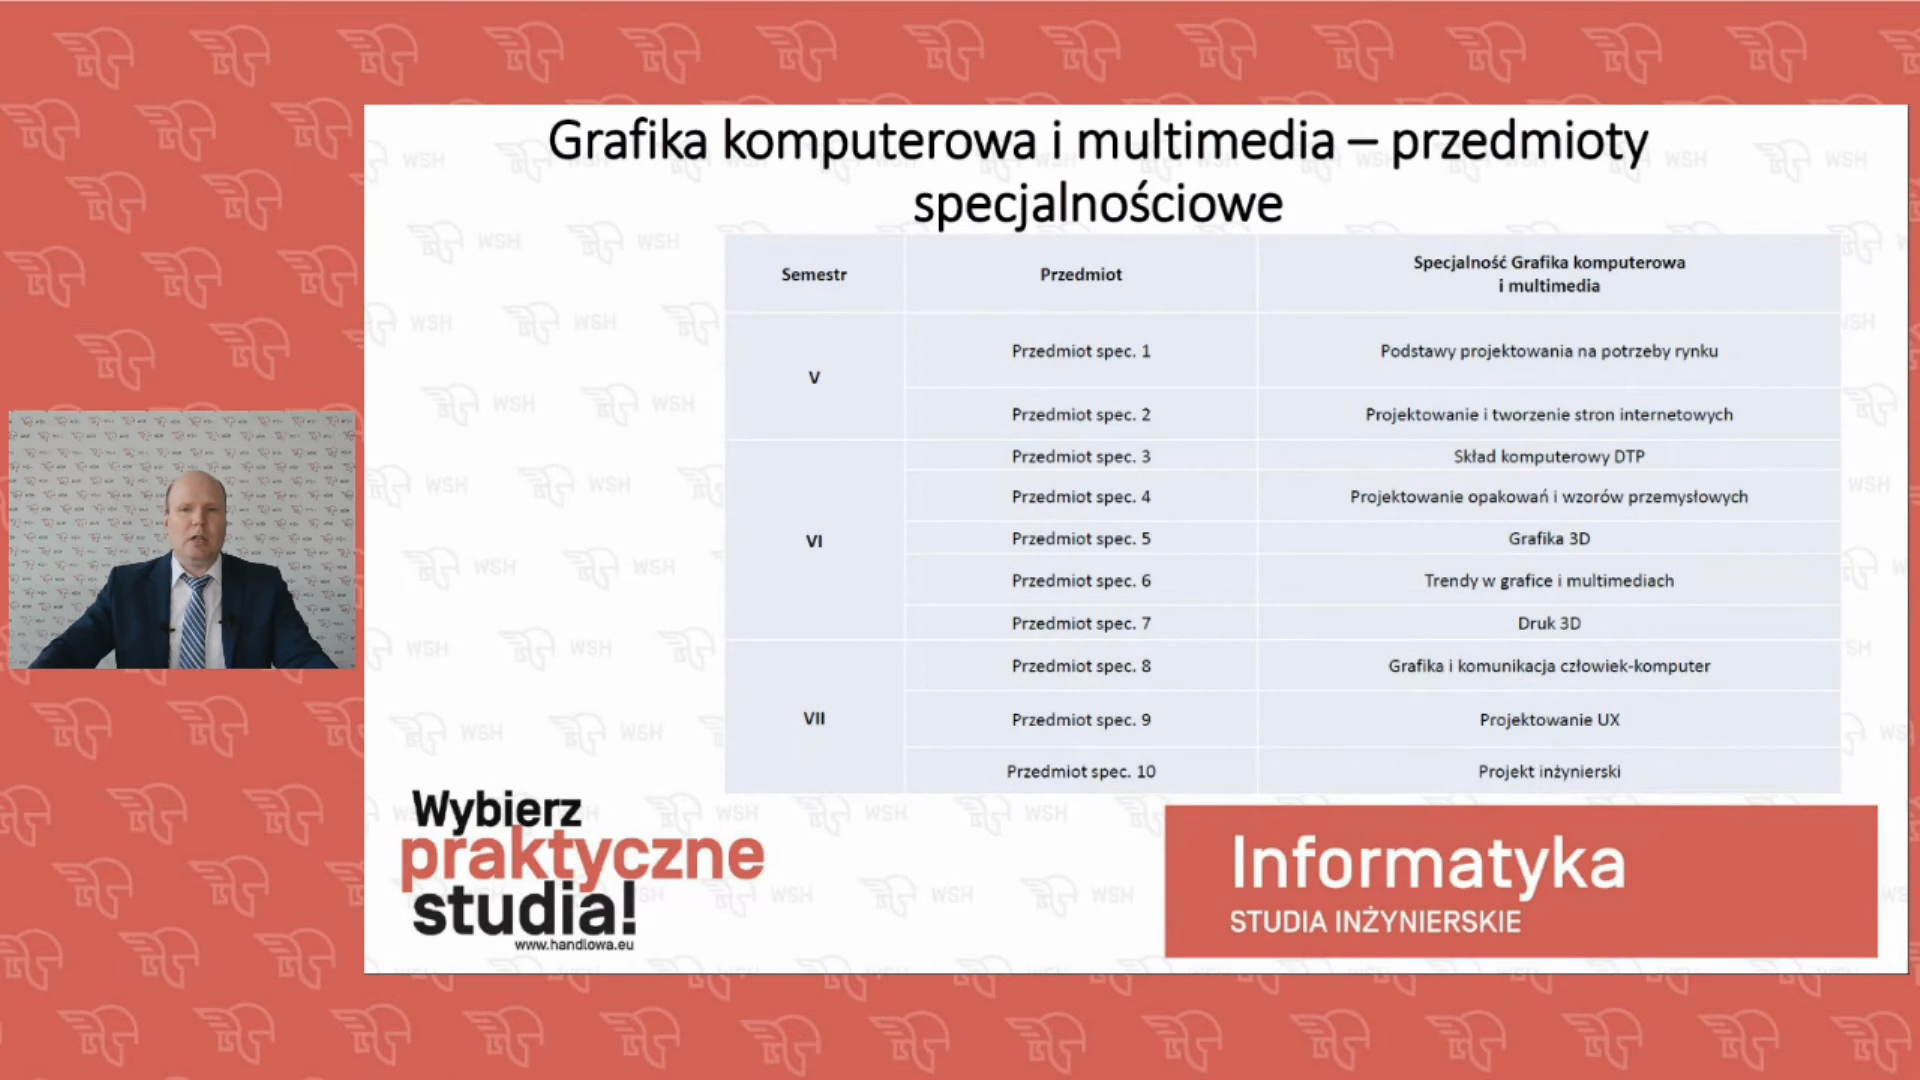 Grafika komputerowa i multimedia – przedmioty
specjalnościowe
Semestr Przedmiot Specjalność Grafika komputerowa
i multimedia
V
Przedmiot spec. 1 Podstawy projektowania na potrzeby rynku
Przedmiot spec. 2 Projektowanie i tworzenie stron internetowych
VI
Przedmiot spec. 3 Skład komputerowy DTP
Przedmiot spec. 4 Projektowanie opakowań i wzorów przemysłowych
Przedmiot spec. 5 Grafika 3D
Przedmiot spec. 6 Trendy w grafice i multimediach
Przedmiot spec. 7 Druk 3D
VII
Przedmiot spec. 8 Grafika i komunikacja człowiek-komputer
Przedmiot spec. 9 Projektowanie UX
Przedmiot spec. 10 Projekt inżynierski
Wybierz
praktyczne
studia!
www.handlowa.eu
Informatyka
STUDIA INŻYNIERSKIE
WSH